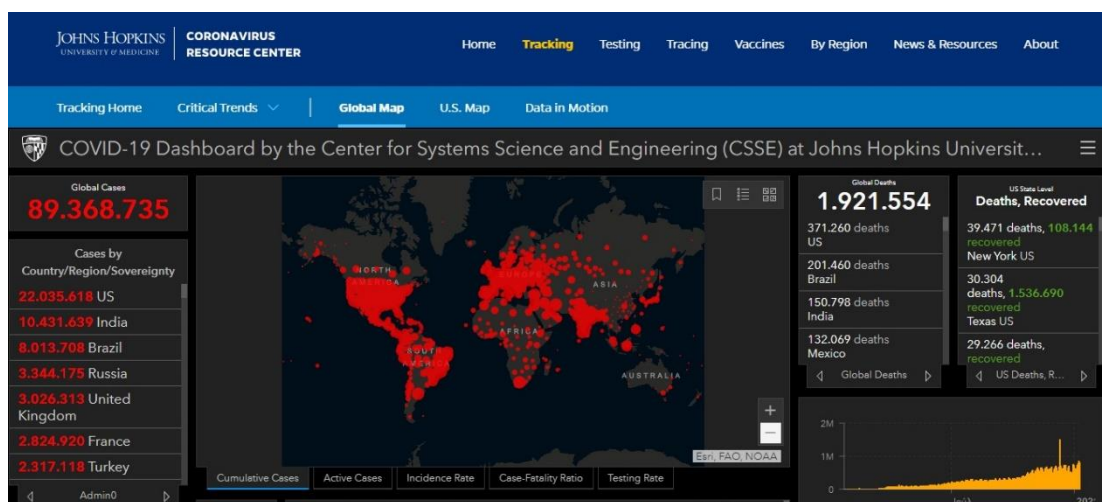 JOHNS HOPKINS
UNIVERSITY & MEDICINE
CORONAVIRUS
RESOURCE CENTER
Home Tracking Testing Tracing Vaccines By Region News & Resources About
Tracking Home Critical Trends Global Map U.S. Map Data in Motion
COVID-19 Dashboard by the Center for Systems Science and Engineering (CSSE) at Johns Hopkins Universit...
Global Cases
89.368.735
Cases by
Country/Region/Sovereignty
22.035.618 US
10.431.639 India
8.013.708 Brazil
3.344.175 Russia
3.026.313 United
Kingdom
2.824.920 France
2.317.118 Turkey
Admin0
NORTH
AMERICA
SOUTH
AMERICA
EUROPE
AFRICA
ASIA
AUSTRALIA
Esri, FAO, NOAA
Cumulative Cases Active Cases Incidence Rate Case-Fatality Ratio Testing Rate
Global Deaths
1.921.554
371.260 deaths
US
201.460 deaths
Brazil
150.798 deaths
India
132.069 deaths
Mexico
Global Deaths
US State Level
Deaths, Recovered
39.471 deaths, 108.144
recovered
New York US
30.304
deaths, 1.536.690
recovered
Texas US
29.266 deaths,
recovered
US Deaths, R...
2M
1M
0